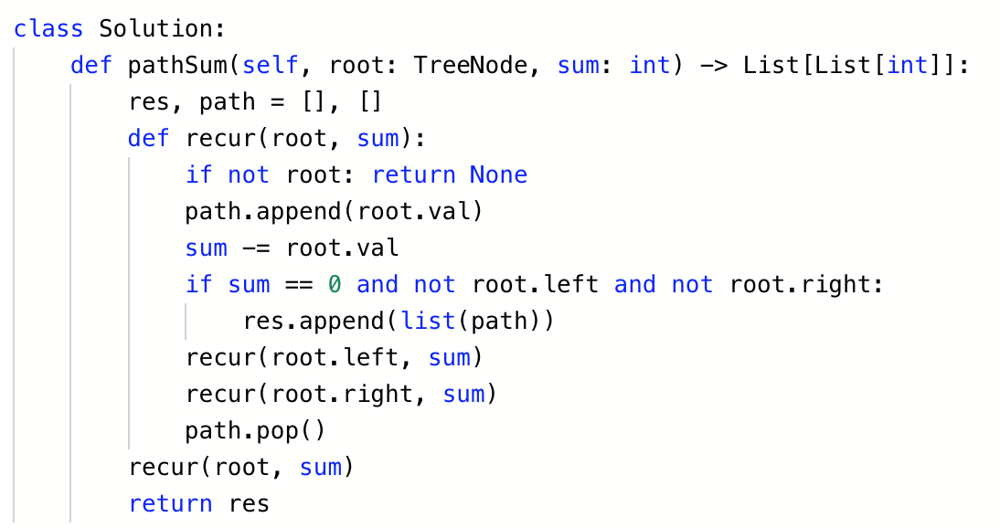 class Solution:
    def pathSum(self, root: TreeNode, sum: int) -> List[List[int]]:
        res, path = [], []
        def recur(root, sum):
            if not root: return None
            path.append(root.val)
            sum -= root.val
            if sum == 0 and not root.left and not root.right:
                res.append(list(path))
            recur(root.left, sum)
            recur(root.right, sum)
            path.pop()
        recur(root, sum)
        return res